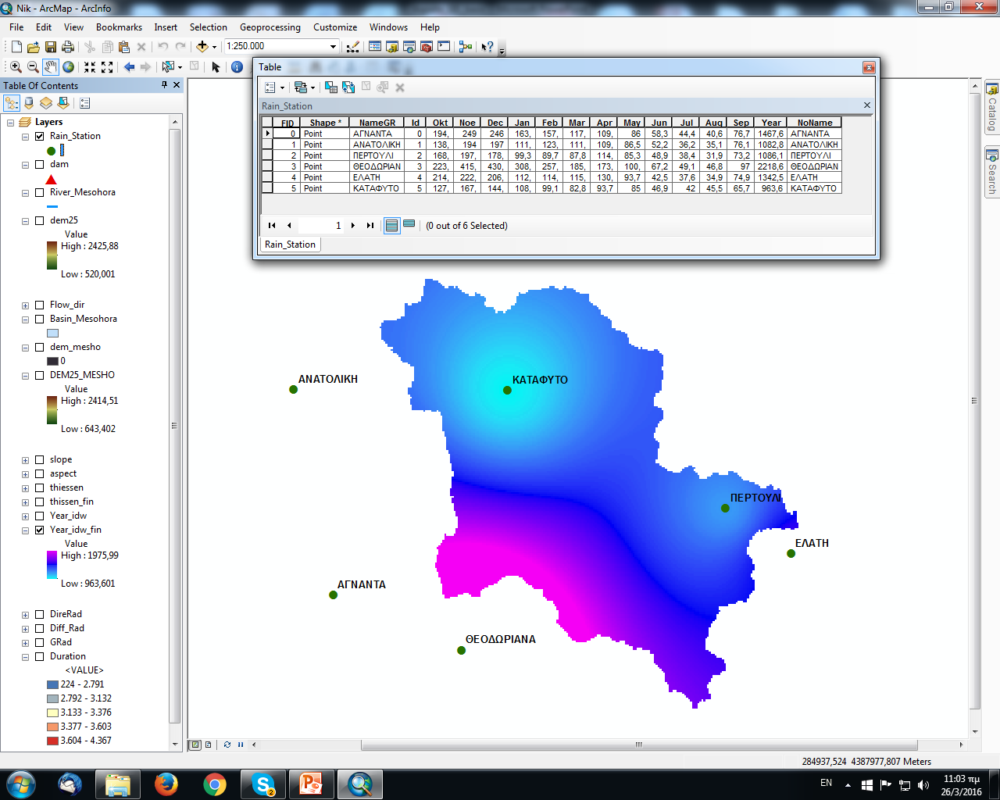 Nik - ArcMap - ArcInfo
File Edit View Bookmarks Insert Selection Geoprocessing Customize Windows Help
1:250.000
Table Of Contents
Layers
Rain_Station
dam
River_Mesohora
dem25
Value
High : 2425,88
Low : 520,001
Flow_dir
Basin_Mesohora
dem_mesho
0
DEM25_MESHO
Value
High : 2414,51
Low : 643,402
slope
aspect
thiessen
thissen_fin
Year_idw
Year_idw_fin
Value
High : 1975,99
Low : 963,601
DireRad
Diff_Rad
GRad
Duration
<VALUE>
224 - 2.791
2.792 - 3.132
3.133 - 3.376
3.377 - 3.603
3.604 - 4.367
Table
Rain_Station
FID Shape * NameGR Id Okt Noe Dec Jan Feb Mar Apr May Jun Jul Aug Sep Year NoName
0 Point ΑΓΝΑΝΤΑ 0 194, 249 246 163, 157, 117, 109, 86 58,3 44,4 40,6 76,7 1467,6 ΑΓΝΑΝΤΑ
1 Point ΑΝΑΤΟΛΙΚΗ 1 138, 194 197 111, 123, 111, 109, 86,5 52,2 36,2 35,1 76,1 1082,8 ΑΝΑΤΟΛΙΚΗ
2 Point ΠΕΡΤΟΥΛΙ 2 168, 197, 178, 99,3 89,7 87,8 114, 85,3 48,9 38,4 31,9 73,2 1086,1 ΠΕΡΤΟΥΛΙ
3 Point ΘΕΟΔΩΡΙΑΝ 3 223, 415, 430, 308, 257, 185, 173, 100, 67,2 49,1 46,8 97 2218,6 ΘΕΟΔΩΡΙΑΝ
4 Point ΕΛΑΤΗ 4 214, 222, 206, 112, 114, 115, 130, 93,7 42,5 37,6 34,9 74,9 1342,5 ΕΛΑΤΗ
5 Point ΚΑΤΑΦΥΤΟ 5 127, 167, 144, 108, 99,1 82,8 93,7 85 46,9 42 45,5 65,7 963,6 ΚΑΤΑΦΥΤΟ
1 (0 out of 6 Selected)
Rain_Station
Catalog
Search
ΑΝΑΤΟΛΙΚΗ
ΚΑΤΑΦΥΤΟ
ΠΕΡΤΟΥΛΙ
ΕΛΑΤΗ
ΑΓΝΑΝΤΑ
ΘΕΟΔΩΡΙΑΝΑ
284937,524 4387977,807 Meters
EN
11:03 πμ
26/3/2016
2